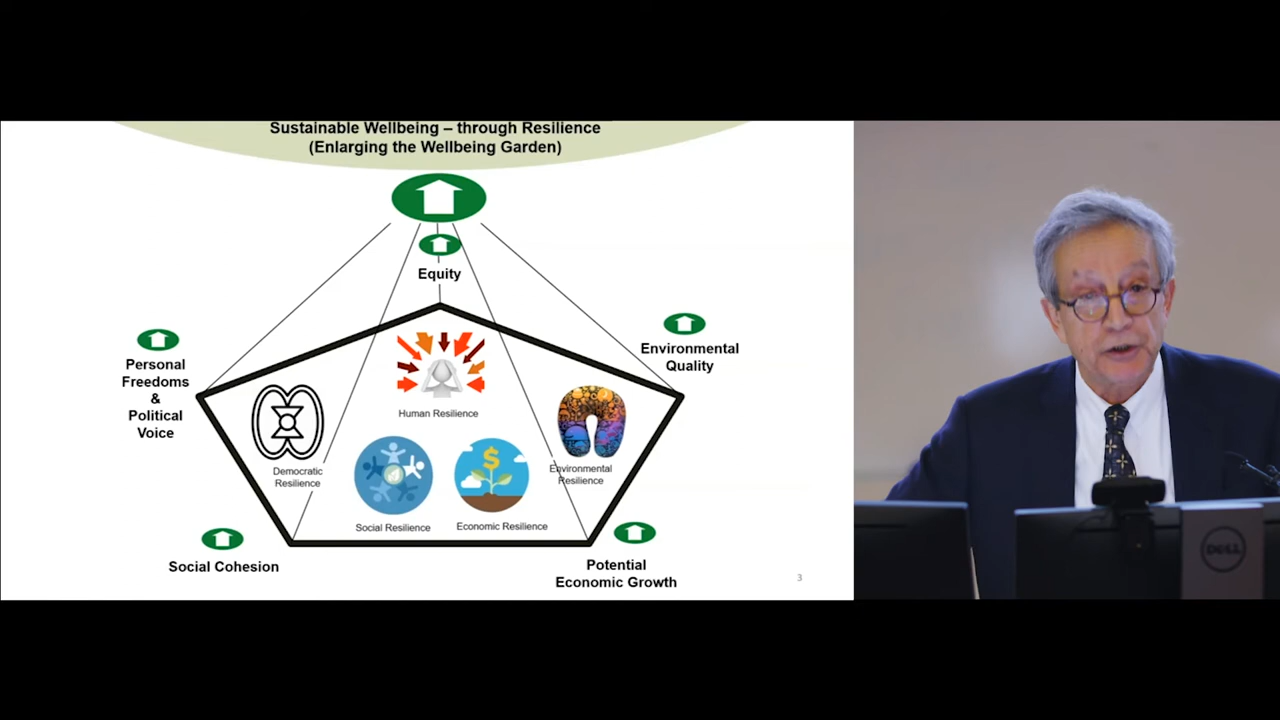 Sustainable Wellbeing – through Resilience
(Enlarging the Wellbeing Garden)
Equity
Personal
Freedoms
&
Political
Voice
Environmental
Quality
Human Resilience
Democratic
Resilience
Environmental
Resilience
Social Resilience
Economic Resilience
Social Cohesion
Potential
Economic Growth
3
DELL